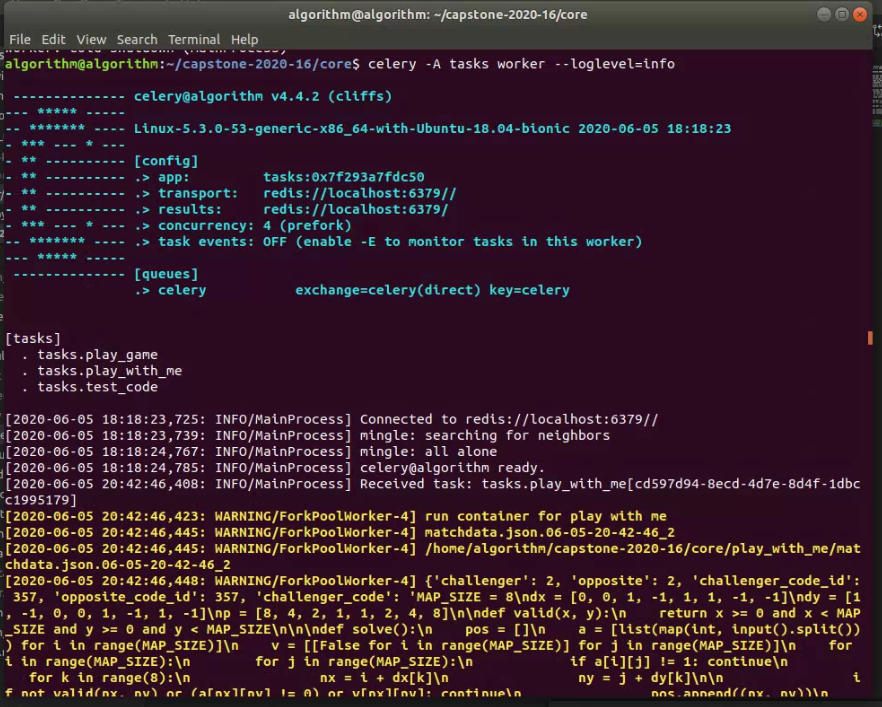 algorithm@algorithm: ~/capstone-2020-16/core
File Edit View Search Terminal Help
worker: Cold shutdown (MainProcess)
algorithm@algorithm:~/capstone-2020-16/core$ celery -A tasks worker --loglevel=info
-------------- celery@algorithm v4.4.2 (cliffs)
--- ***** -----
-- ******* ---- Linux-5.3.0-53-generic-x86_64-with-Ubuntu-18.04-bionic 2020-06-05 18:18:23
- *** --- * ---
- ** ---------- [config]
- ** ---------- .> app:         tasks:0x7f293a7fdc50
- ** ---------- .> transport:   redis://localhost:6379//
- ** ---------- .> results:     redis://localhost:6379/
- *** --- * --- .> concurrency: 4 (prefork)
-- ******* ---- .> task events: OFF (enable -E to monitor tasks in this worker)
--- ***** -----
-------------- [queues]
.> celery           exchange=celery(direct) key=celery
[tasks]
. tasks.play_game
. tasks.play_with_me
. tasks.test_code
[2020-06-05 18:18:23,725: INFO/MainProcess] Connected to redis://localhost:6379//
[2020-06-05 18:18:23,739: INFO/MainProcess] mingle: searching for neighbors
[2020-06-05 18:18:24,767: INFO/MainProcess] mingle: all alone
[2020-06-05 18:18:24,785: INFO/MainProcess] celery@algorithm ready.
[2020-06-05 20:42:46,408: INFO/MainProcess] Received task: tasks.play_with_me[cd597d94-8ecd-4d7e-8d4f-1dbc
c1995179]
[2020-06-05 20:42:46,423: WARNING/ForkPoolWorker-4] run container for play with me
[2020-06-05 20:42:46,445: WARNING/ForkPoolWorker-4] matchdata.json.06-05-20-42-46_2
[2020-06-05 20:42:46,445: WARNING/ForkPoolWorker-4] /home/algorithm/capstone-2020-16/core/play_with_me/mat
chdata.json.06-05-20-42-46_2
[2020-06-05 20:42:46,448: WARNING/ForkPoolWorker-4] {'challenger': 2, 'opposite': 2, 'challenger_code_id':
357, 'opposite_code_id': 357, 'challenger_code': 'MAP_SIZE = 8\ndx = [0, 0, 1, -1, 1, 1, -1, -1]\ndy = [1
, -1, 0, 0, 1, -1, 1, -1]\np = [8, 4, 2, 1, 1, 2, 4, 8]\n\ndef valid(x, y):\n    return x >= 0 and x < MAP
_SIZE and y >= 0 and y < MAP_SIZE\n\n\ndef solve():\n    pos = []\n    a = [list(map(int, input().split())
) for i in range(MAP_SIZE)]\n    v = [[False for i in range(MAP_SIZE)] for j in range(MAP_SIZE)]\n    for
i in range(MAP_SIZE):\n        for j in range(MAP_SIZE):\n            if a[i][j] != 1: continue\n
for k in range(8):\n                nx = i + dx[k]\n                ny = j + dy[k]\n\n                i
f not valid(nx, ny) or (a[nx][ny] != 0) or v[nx][ny]: continue\n                pos.append((nx, ny))\n